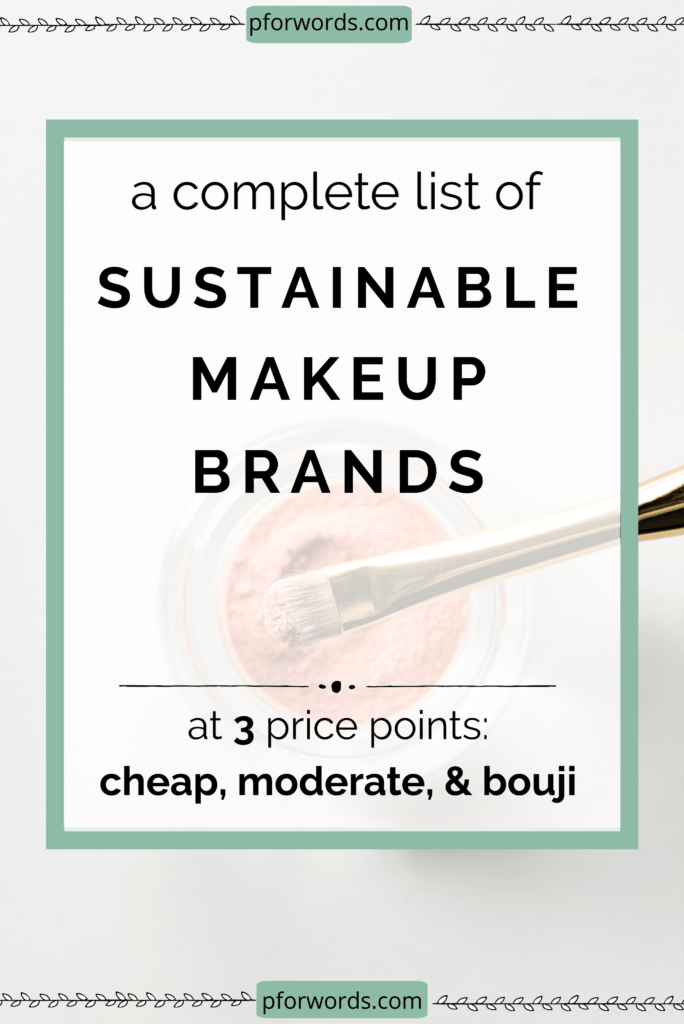 pforwords.com
a complete list of
SUSTAINABLE
MAKEUP
BRANDS
at 3 price points:
cheap, moderate, & bouji
pforwords.com